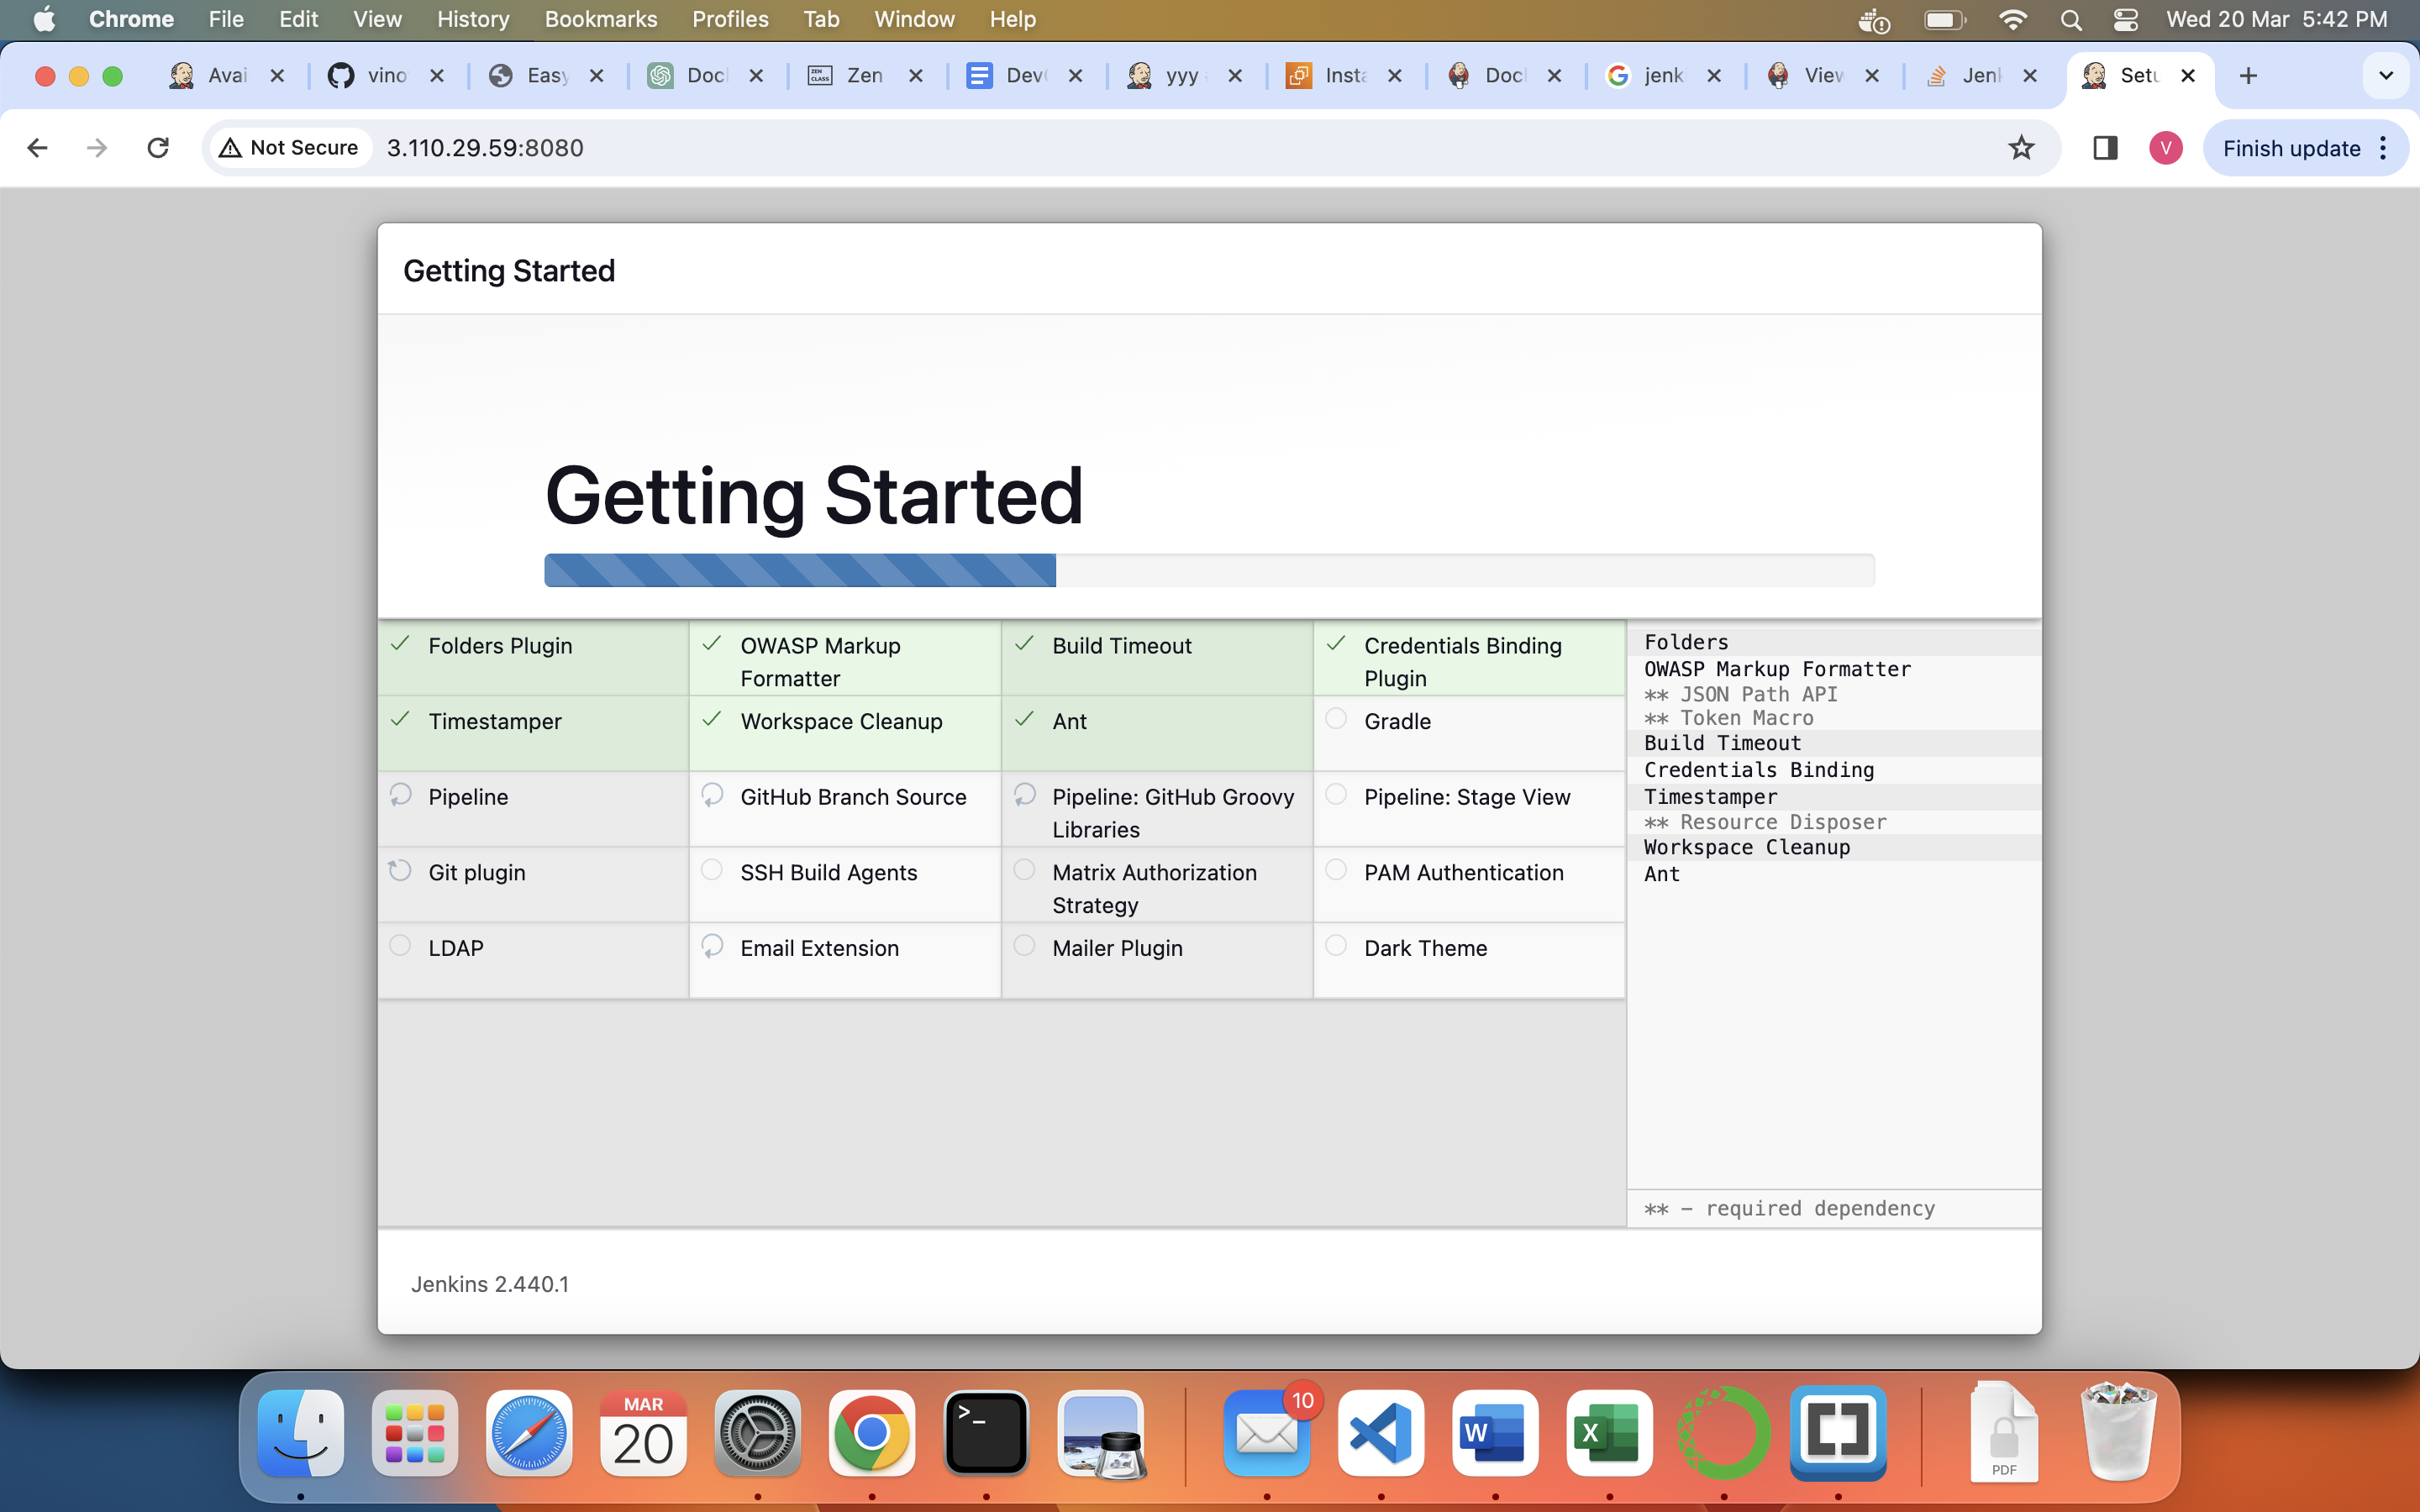 Chrome File Edit View History Bookmarks Profiles Tab Window Help Wed 20 Mar 5:42 PM
Avai vino Easy Doc ZEN CLASS Zen Dev yyy Insta Doc jenk View Jenk Setu
Not Secure 3.110.29.59:8080 V Finish update
Getting Started
Getting Started
Folders Plugin
OWASP Markup
Formatter
Build Timeout
Credentials Binding
Plugin
Timestamper
Workspace Cleanup
Ant
Gradle
Pipeline
GitHub Branch Source
Pipeline: GitHub Groovy
Libraries
Pipeline: Stage View
Git plugin
SSH Build Agents
Matrix Authorization
Strategy
PAM Authentication
LDAP
Email Extension
Mailer Plugin
Dark Theme
Folders
OWASP Markup Formatter
** JSON Path API
** Token Macro
Build Timeout
Credentials Binding
Timestamper
** Resource Disposer
Workspace Cleanup
Ant
** - required dependency
Jenkins 2.440.1
MAR
20
>_
10
W
X
PDF